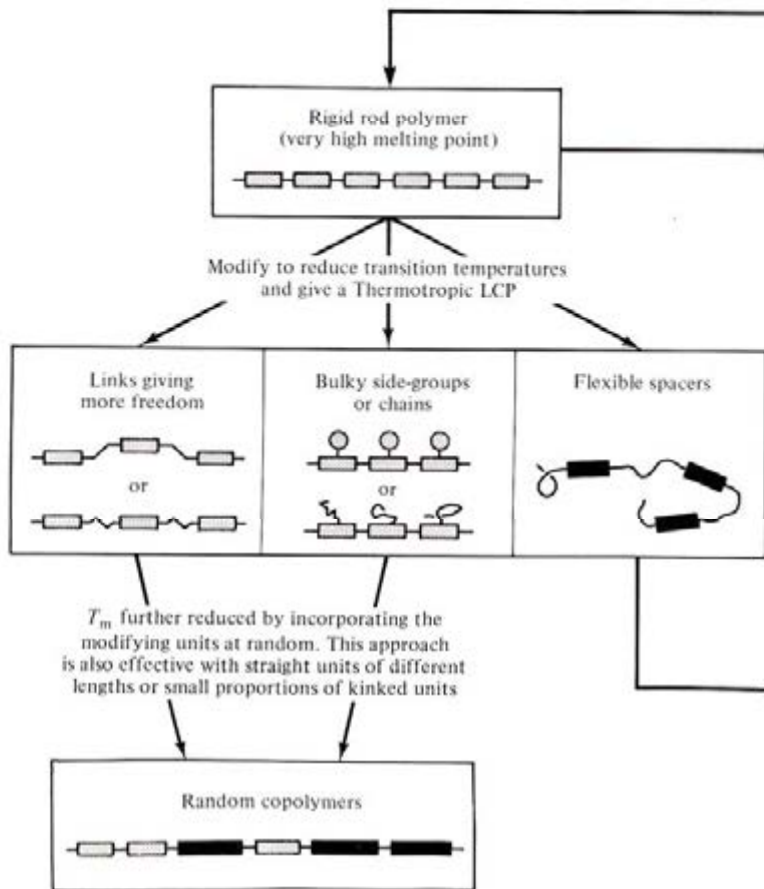 Rigid rod polymer
(very high melting point)
Modify to reduce transition temperatures
and give a Thermotropic LCP
Links giving
more freedom
or
Bulky side-groups
or chains
or
Flexible spacers
Tm further reduced by incorporating the
modifying units at random. This approach
is also effective with straight units of different
lengths or small proportions of kinked units
Random copolymers